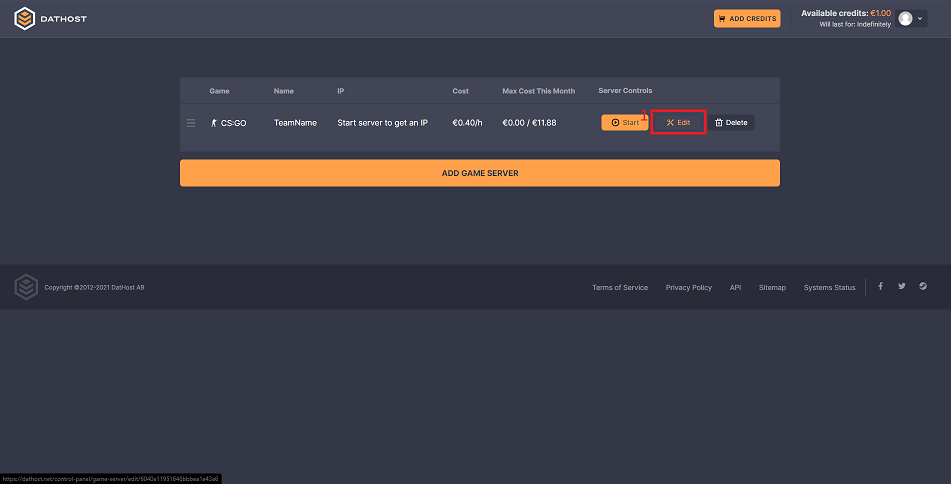 DATHOST
ADD CREDITS
Available credits: €1.00
Will last for: Indefinitely
Game Name IP Cost Max Cost This Month Server Controls
CS-GO TeamName Start server to get an IP €0.40/h €0.00 / €11.88 Start 1 Edit Delete
ADD GAME SERVER
Copyright ©2012-2021 DatHost AB Terms of Service Privacy Policy API Sitemap Systems Status
https://dathost.net/control-panel/game-server/edit/6040e11951646bbbea1e43a6